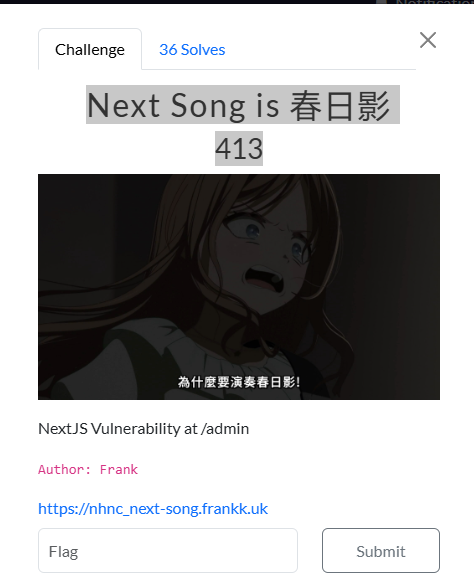 Challenge
36 Solves
Next Song is 春日影
413
為什麼要演奏春日影!
NextJS Vulnerability at /admin
Author: Frank
https://nhnc_next-song.frankk.uk
Flag
Submit